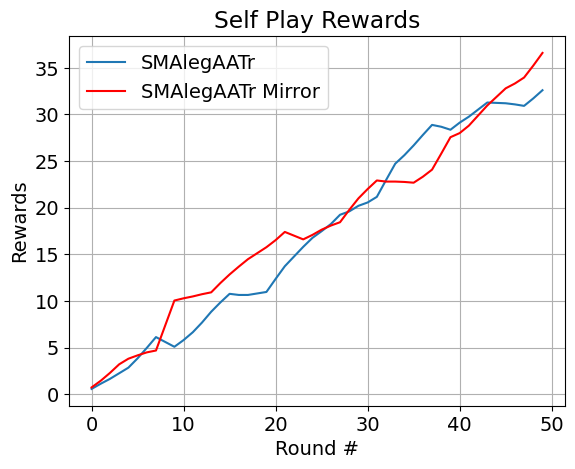 Self Play Rewards
SMAlegAATr
SMAlegAATr Mirror
Rewards
35
30
25
20
15
10
5
0
0 10 20 30 40 50
Round #